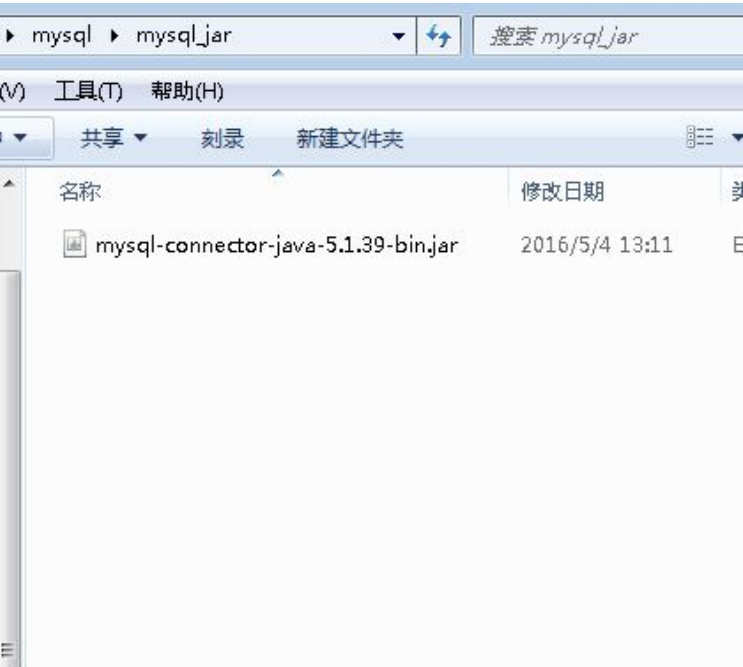 mysql mysql_jar 搜索 mysql_jar
(V) 工具(T) 帮助(H)
共享 刻录 新建文件夹
名称 修改日期
mysql-connector-java-5.1.39-bin.jar 2016/5/4 13:11 E